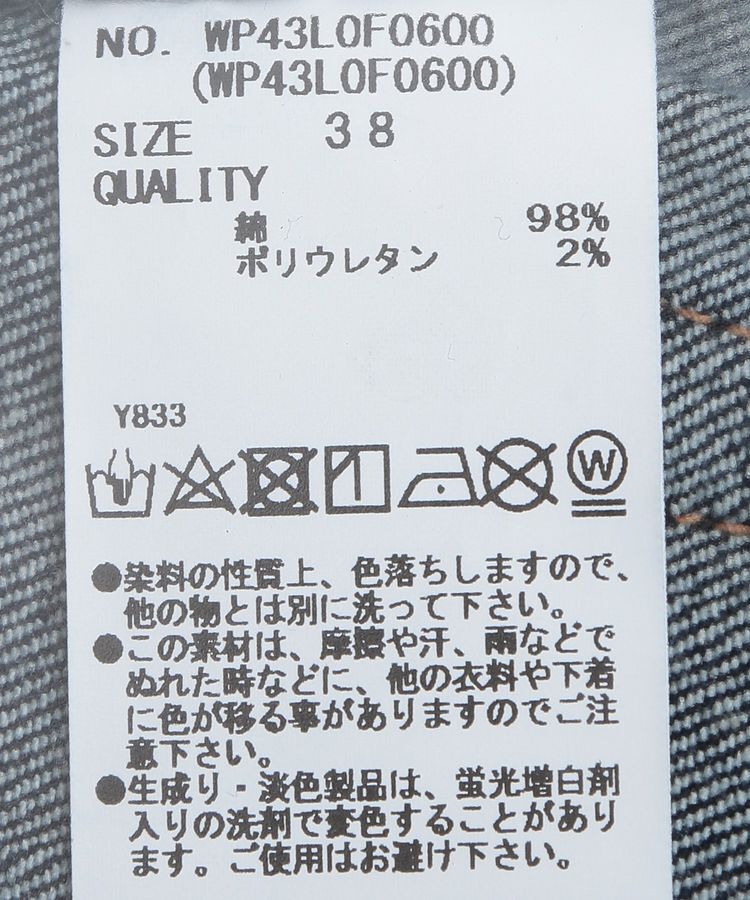 NO. WP43L0F0600
(WP43L0F0600)
SIZE 38
QUALITY
綿 98%
ポリウレタン 2%
Y833
W
●染料の性質上、色落ちしますので、
他の物とは別に洗って下さい。
●この素材は、摩擦や汗、雨などで
ぬれた時などに、他の衣料や下着
に色が移る事がありますのでご注
意下さい。
●生成り・淡色製品は、蛍光増白剤
入りの洗剤で変色することがあり
ます。ご使用はお避け下さい。